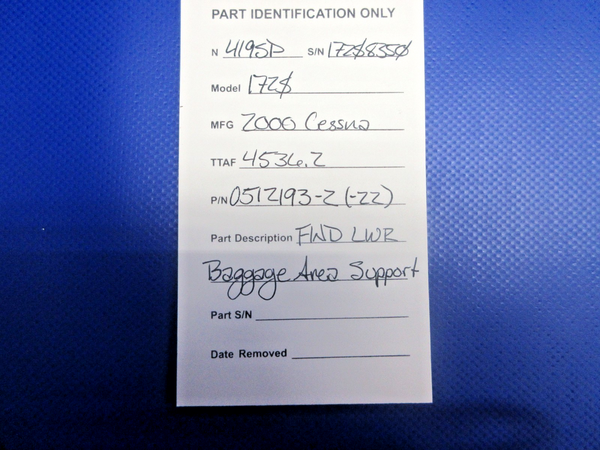 PART IDENTIFICATION ONLY
N 419SP S/N 172S8350
Model 172S
MFG 2000 Cessna
TTAF 4536.2
P/N 0512193-2 (-22)
Part Description FWD LWR
Baggage Area Support
Part S/N
Date Removed